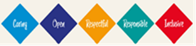 Caring
Open
Respectful
Responsible
Inclusive